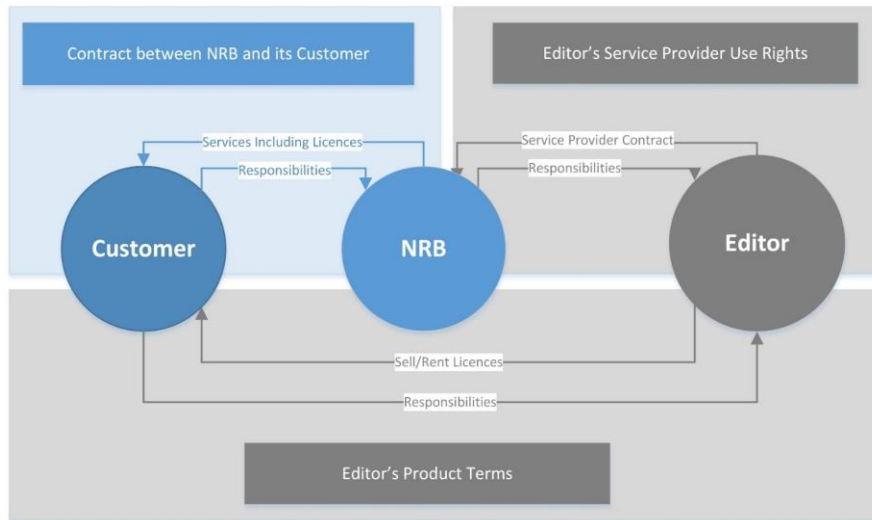 Contract between NRB and its Customer
Editor’s Service Provider Use Rights
Services Including Licences
Service Provider Contract
Responsibilities
Responsibilities
Customer
NRB
Editor
Sell/Rent Licences
Responsibilities
Editor’s Product Terms